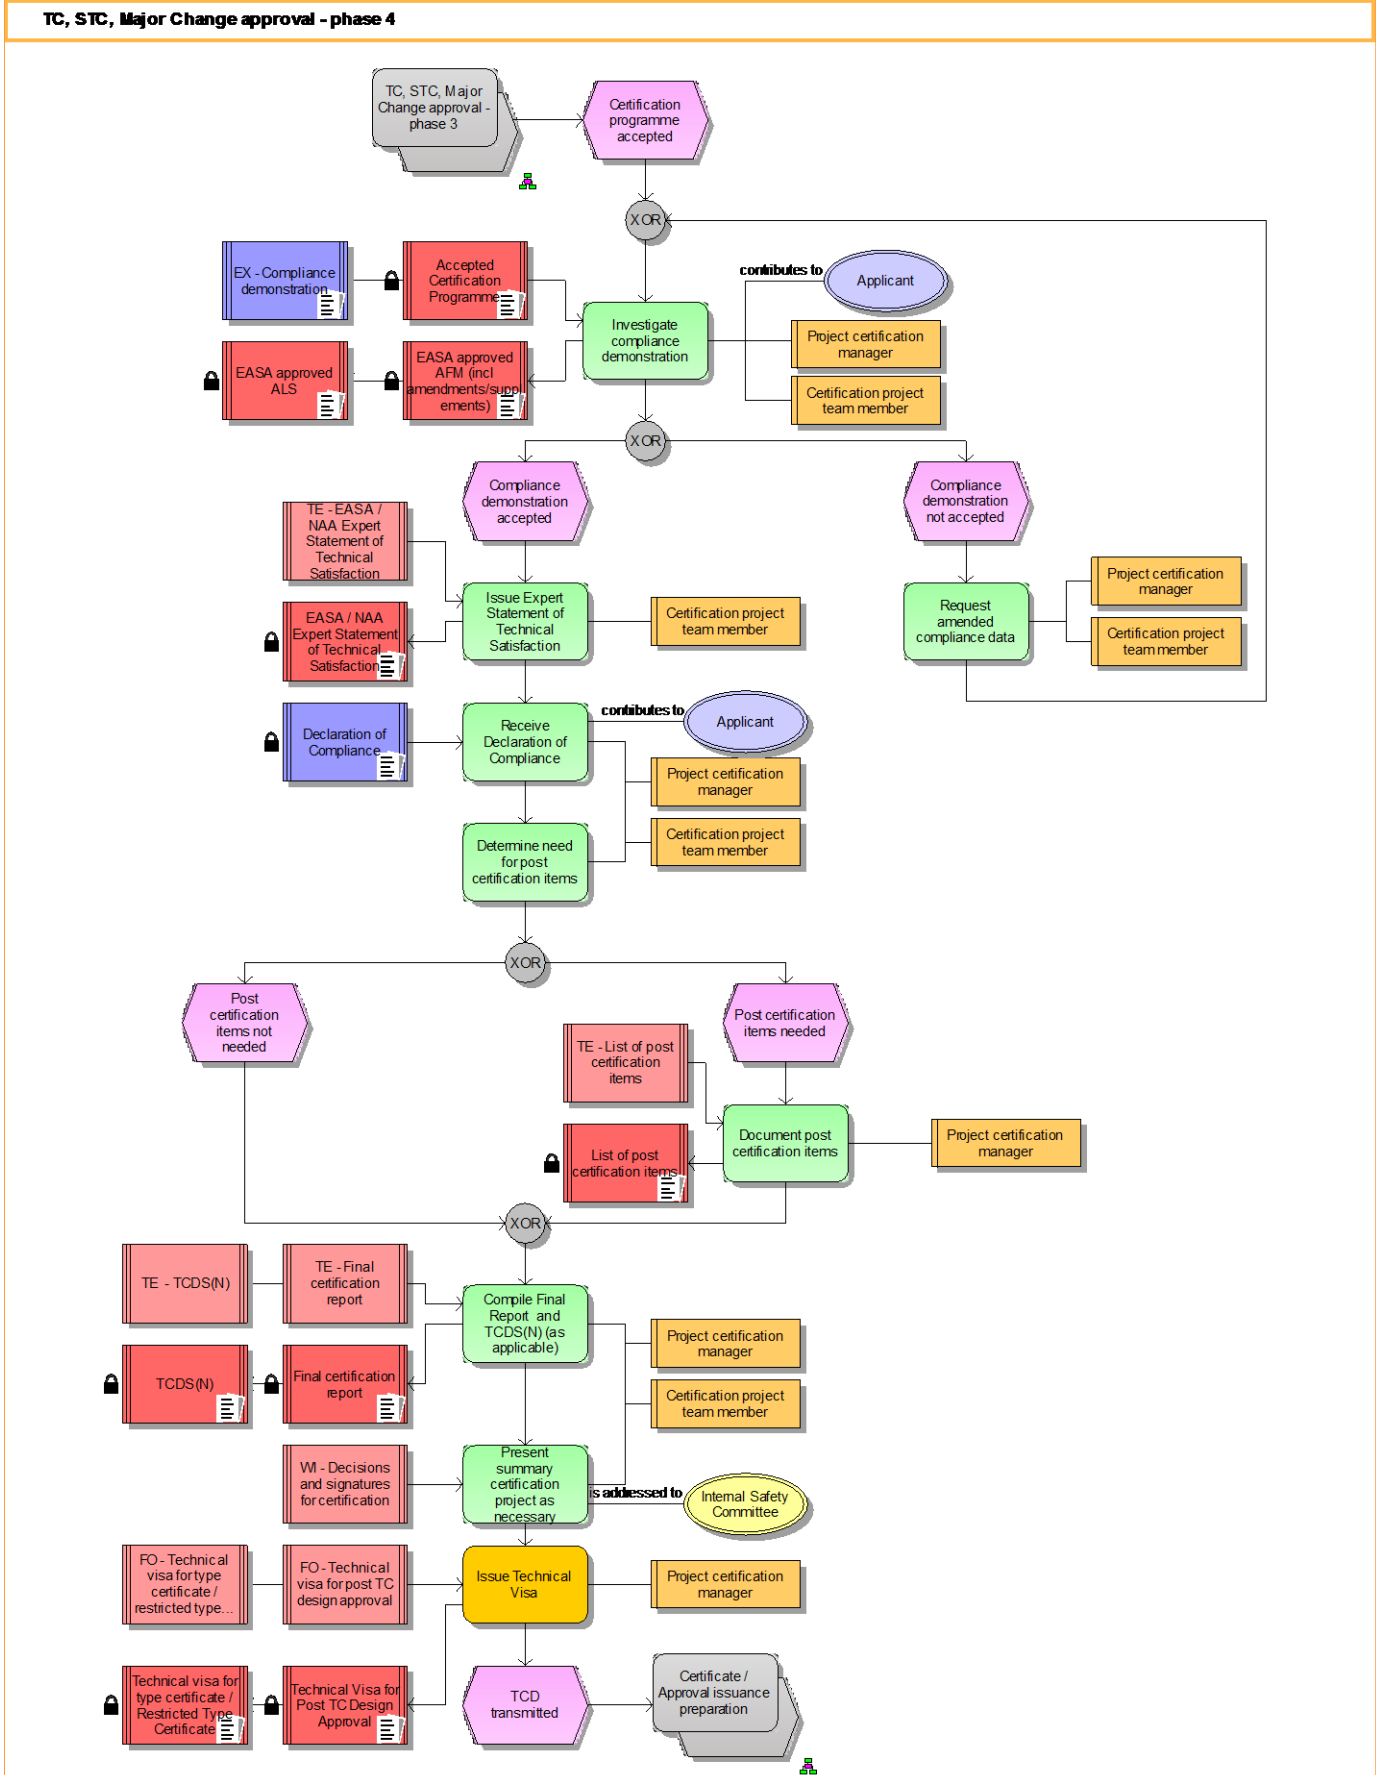 TC, STC, Major Change approval - phase 4
TC, STC, Major
Change approval -
phase 3
Certification
programme
accepted
XOR
EX - Compliance
demonstration
Accepted
Certification
Programme
contributes to
Applicant
Investigate
compliance
demonstration
Project certification
manager
EASA approved
ALS
EASA approved
AFM (incl
amendments/suppl
ements)
Certification project
team member
XOR
Compliance
demonstration
accepted
Compliance
demonstration
not accepted
TE - EASA /
NAA Expert
Statement of
Technical
Satisfaction
Issue Expert
Statement of
Technical
Satisfaction
Certification project
team member
Request
amended
compliance data
Project certification
manager
Certification project
team member
EASA / NAA
Expert Statement
of Technical
Satisfaction
Declaration of
Compliance
Receive
Declaration of
Compliance
contributes to
Applicant
Project certification
manager
Determine need
for post
certification items
Certification project
team member
XOR
Post
certification
items not
needed
Post certification
items needed
TE - List of post
certification
items
Document post
certification items
Project certification
manager
List of post
certification items
XOR
TE - TCDS(N)
TE - Final
certification
report
Compile Final
Report and
TCDS(N) (as
applicable)
Project certification
manager
TCDS(N)
Final certification
report
Certification project
team member
WI - Decisions
and signatures
for certification
Present
summary
certification
project as
necessary
is addressed to
Internal Safety
Committee
FO - Technical
visa for type
certificate /
restricted type...
FO - Technical
visa for post TC
design approval
Issue Technical
Visa
Project certification
manager
Technical visa for
type certificate /
Restricted Type
Certificate
Technical Visa for
Post TC Design
Approval
TCD
transmitted
Certificate /
Approval issuance
preparation